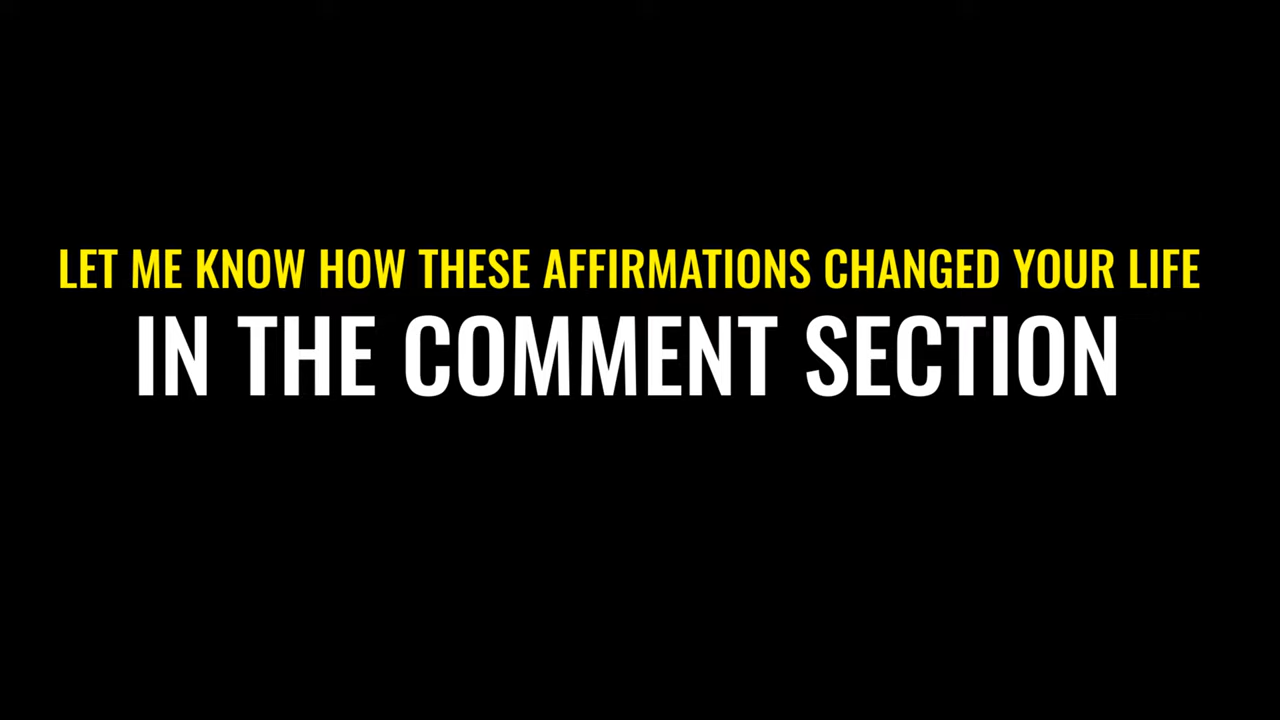 LET ME KNOW HOW THESE AFFIRMATIONS CHANGED YOUR LIFE
IN THE COMMENT SECTION